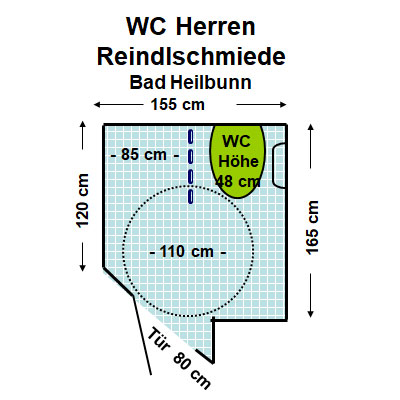 WC Herren
Reindlschmiede
Bad Heilbunn
155 cm
- 85 cm -
WC
Höhe
48 cm
120 cm
165 cm
- 110 cm -
Tür 80 cm